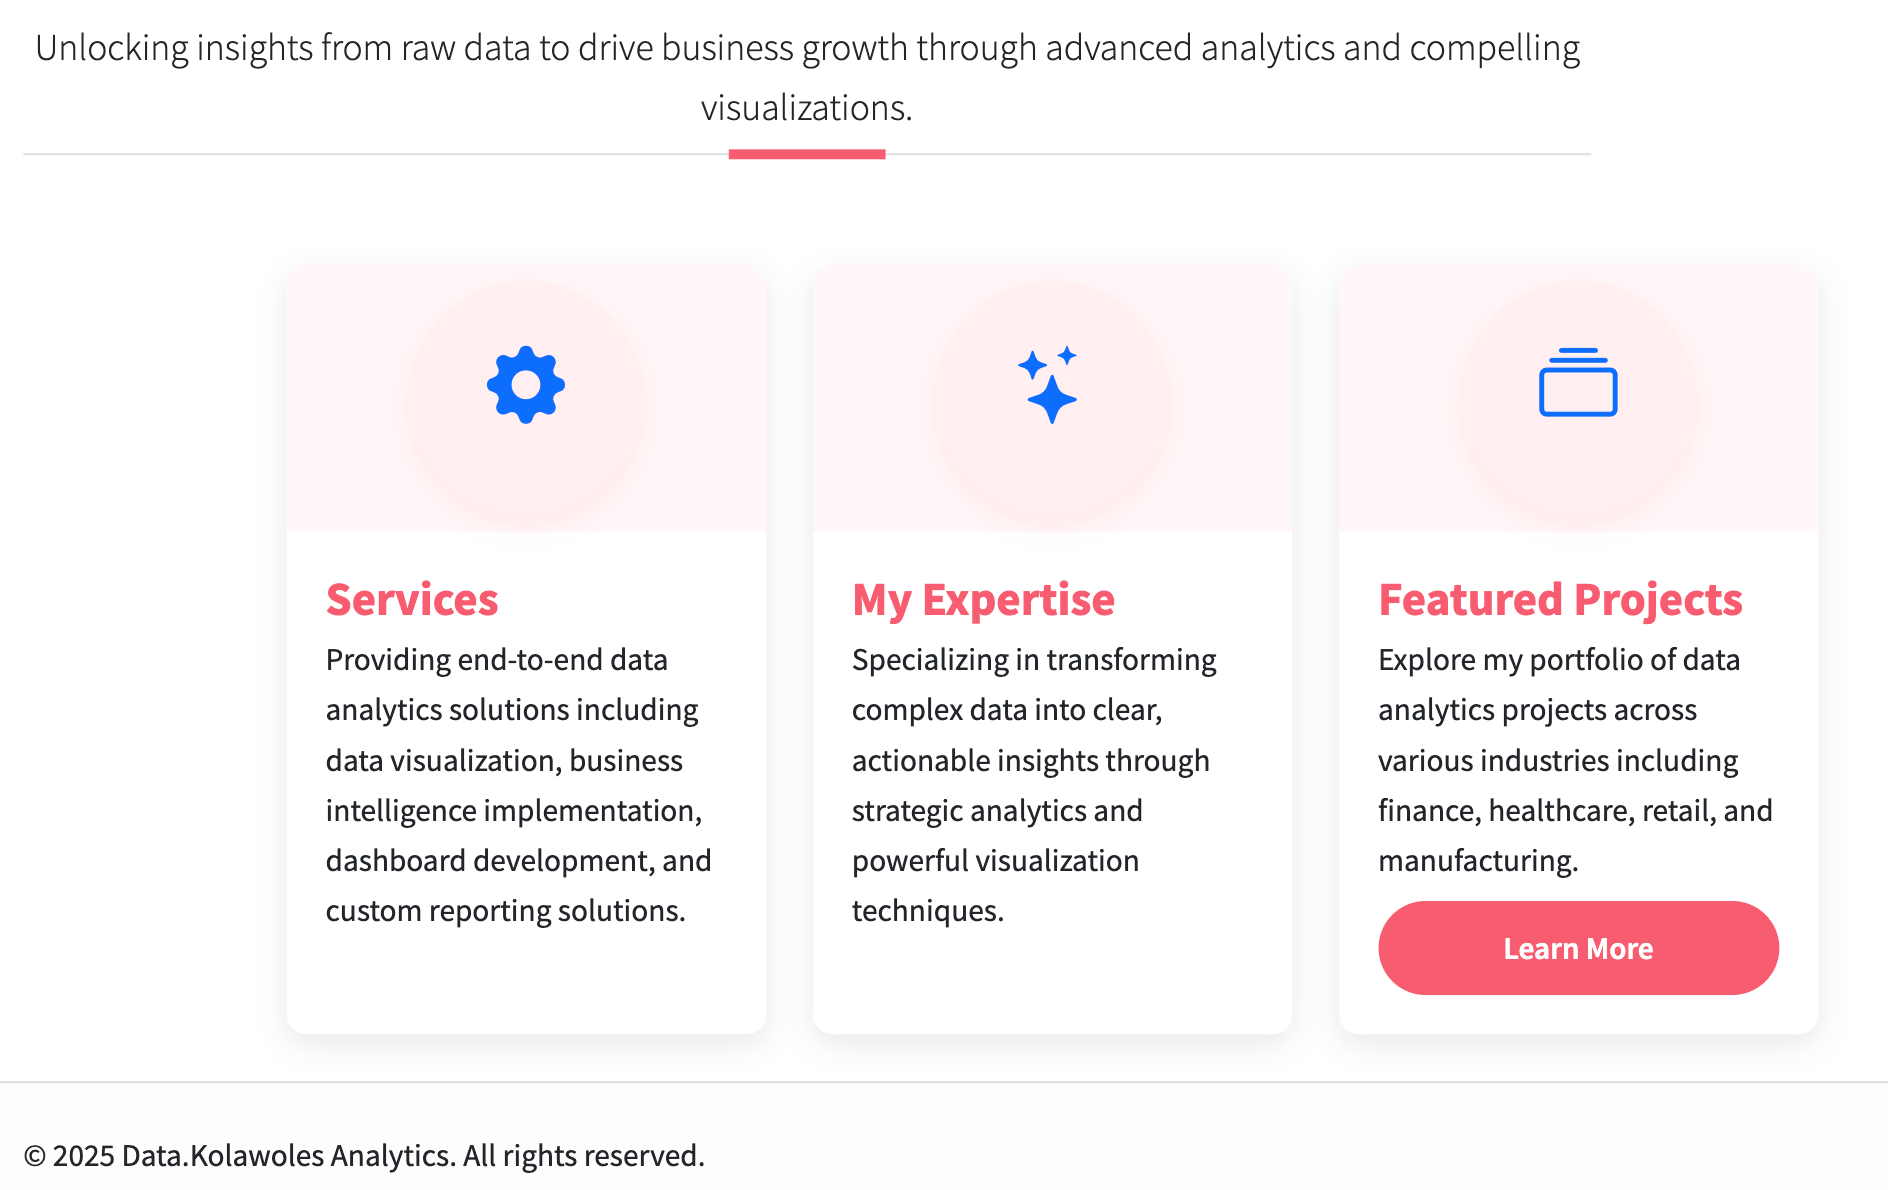 Unlocking insights from raw data to drive business growth through advanced analytics and compelling
visualizations.
Services
Providing end-to-end data
analytics solutions including
data visualization, business
intelligence implementation,
dashboard development, and
custom reporting solutions.
My Expertise
Specializing in transforming
complex data into clear,
actionable insights through
strategic analytics and
powerful visualization
techniques.
Featured Projects
Explore my portfolio of data
analytics projects across
various industries including
finance, healthcare, retail, and
manufacturing.
Learn More
© 2025 Data.Kolawoles Analytics. All rights reserved.